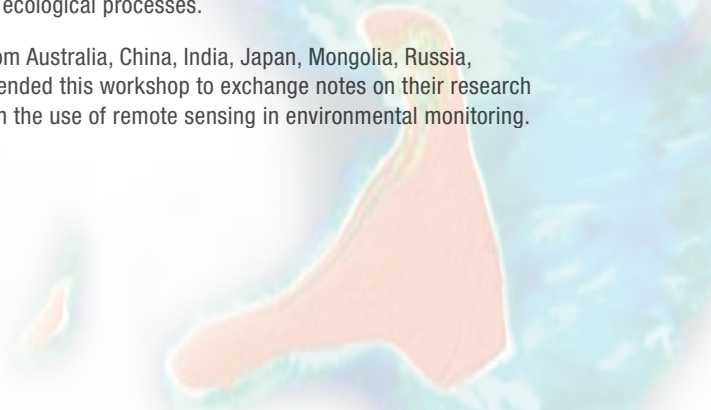 ecological processes.
om Australia, China, India, Japan, Mongolia, Russia,
ended this workshop to exchange notes on their research
n the use of remote sensing in environmental monitoring.